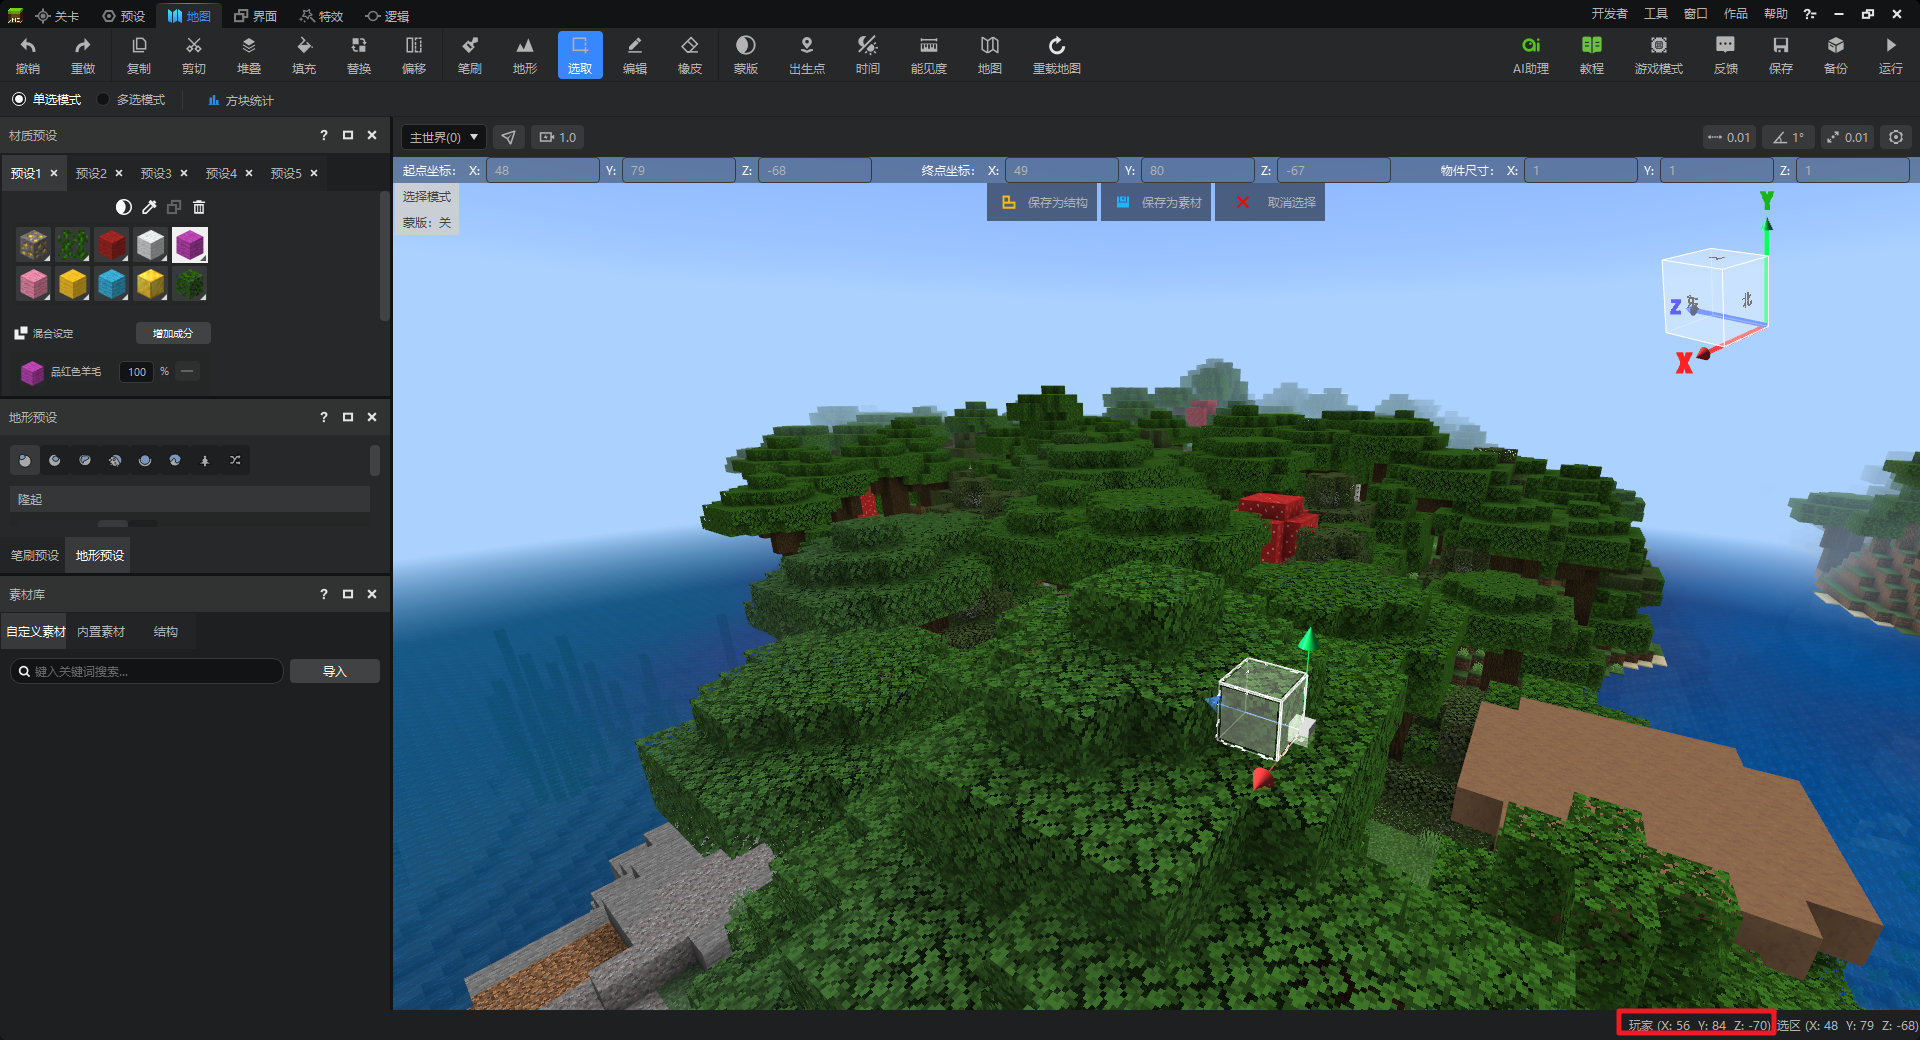 关卡 预设 地图 界面 特效 逻辑 开发者 工具 窗口 作品 帮助
撤销 重做 复制 剪切 堆叠 填充 替换 偏移 笔刷 地形 选取 编辑 橡皮 蒙版 出生点 时间 能见度 地图 重载地图 AI助理 教程 游戏模式 反馈 保存 备份 运行
单选模式 多选模式 方块统计
材质预设 ?
预设1 预设2 预设3 预设4 预设5
混合设定 增加成分
品红色羊毛 100 %
地形预设 ?
隆起
笔刷预设 地形预设
素材库 ?
自定义素材 内置素材 结构
键入关键词搜索... 导入
主世界(0) 1.0 0.01 1° 0.01
起点坐标: X: 48 Y: 79 Z: -68 终点坐标: X: 49 Y: 80 Z: -67 物件尺寸: X: 1 Y: 1 Z: 1
选择模式
蒙版: 关
保存为结构 保存为素材 取消选择
Y
Z 东 北
X
玩家 (X: 56 Y: 84 Z: -70) 选区 (X: 48 Y: 79 Z: -68)